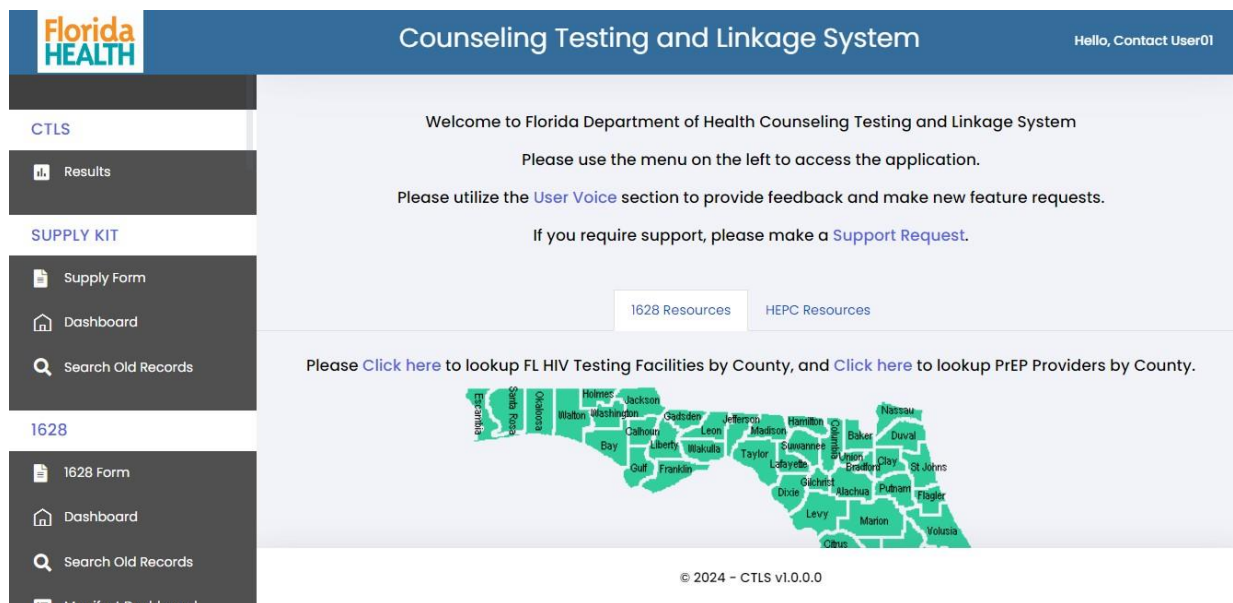 Florida
HEALTH
Counseling Testing and Linkage System
Hello, Contact User01
CTLS
Results
SUPPLY KIT
Supply Form
Dashboard
Search Old Records
1628
1628 Form
Dashboard
Search Old Records
Welcome to Florida Department of Health Counseling Testing and Linkage System
Please use the menu on the left to access the application.
Please utilize the User Voice section to provide feedback and make new feature requests.
If you require support, please make a Support Request.
1628 Resources
HEPC Resources
Please Click here to lookup FL HIV Testing Facilities by County, and Click here to lookup PrEP Providers by County.
Escambia
Santa Rosa
Okaloosa
Walton
Holmes
Washington
Jackson
Bay
Calhoun
Gulf
Liberty
Gadsden
Franklin
Leon
Wakulla
Jefferson
Madison
Taylor
Hamilton
Suwannee
Lafayette
Dixie
Columbia
Gilchrist
Levy
Baker
Union
Bradford
Alachua
Nassau
Duval
Clay
St Johns
Putnam
Flagler
Marion
Volusia
Citrus
© 2024 - CTLS v1.0.0.0